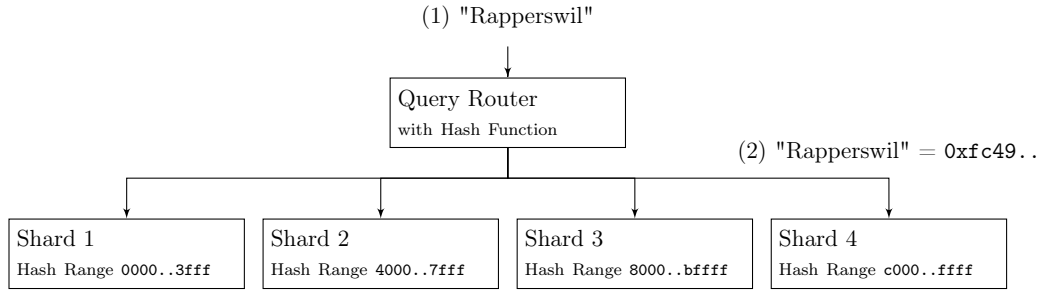 (1) "Rapperswil"
Query Router
with Hash Function
(2) "Rapperswil" = 0xfc49..
Shard 1
Hash Range 0000..3fff
Shard 2
Hash Range 4000..7fff
Shard 3
Hash Range 8000..bffff
Shard 4
Hash Range c000..ffff